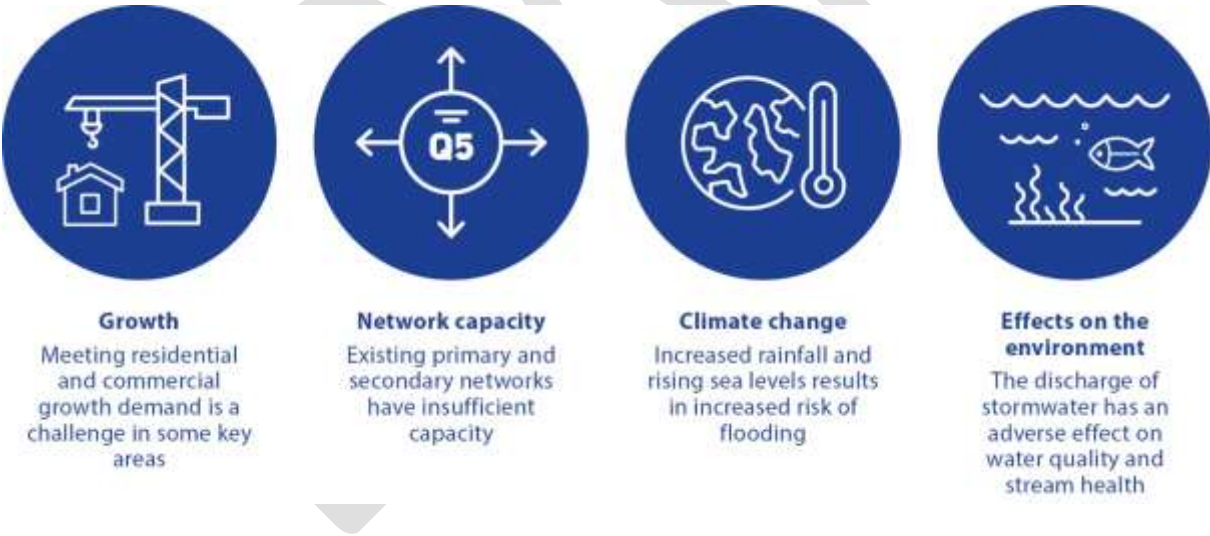 Q5
Growth
Meeting residential
and commercial
growth demand is a
challenge in some key
areas
Network capacity
Existing primary and
secondary networks
have insufficient
capacity
Climate change
Increased rainfall and
rising sea levels results
in increased risk of
flooding
Effects on the
environment
The discharge of
stormwater has an
adverse effect on
water quality and
stream health